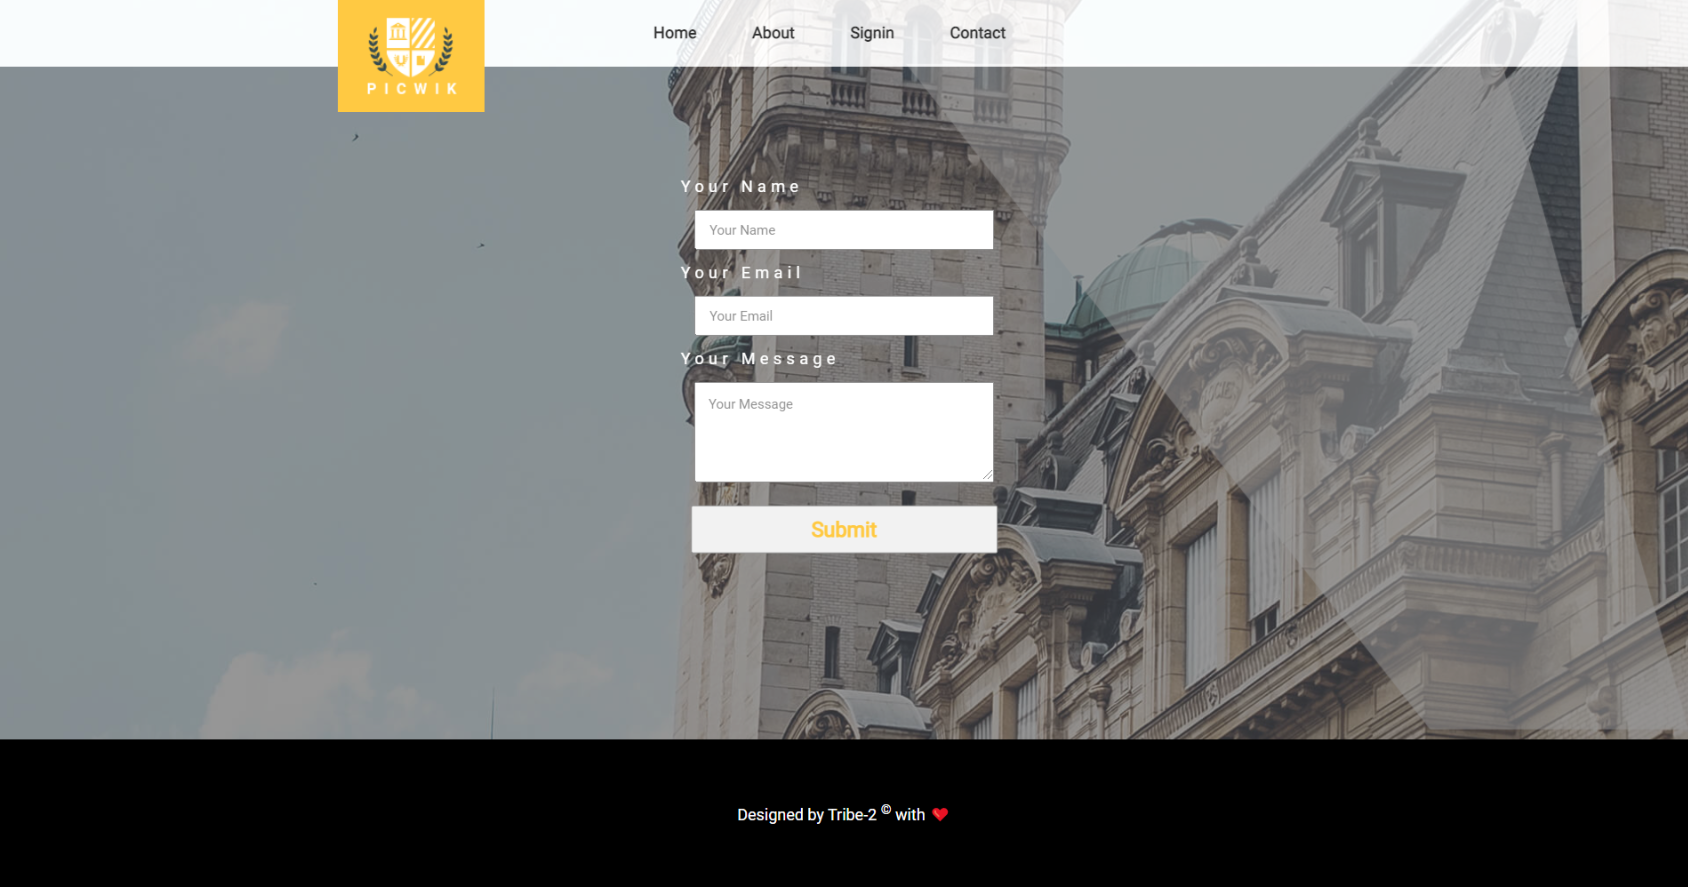 Home About Signin Contact
PICWIK
Your Name
Your Name
Your Email
Your Email
Your Message
Your Message
Submit
Designed by Tribe-2 © with ❤